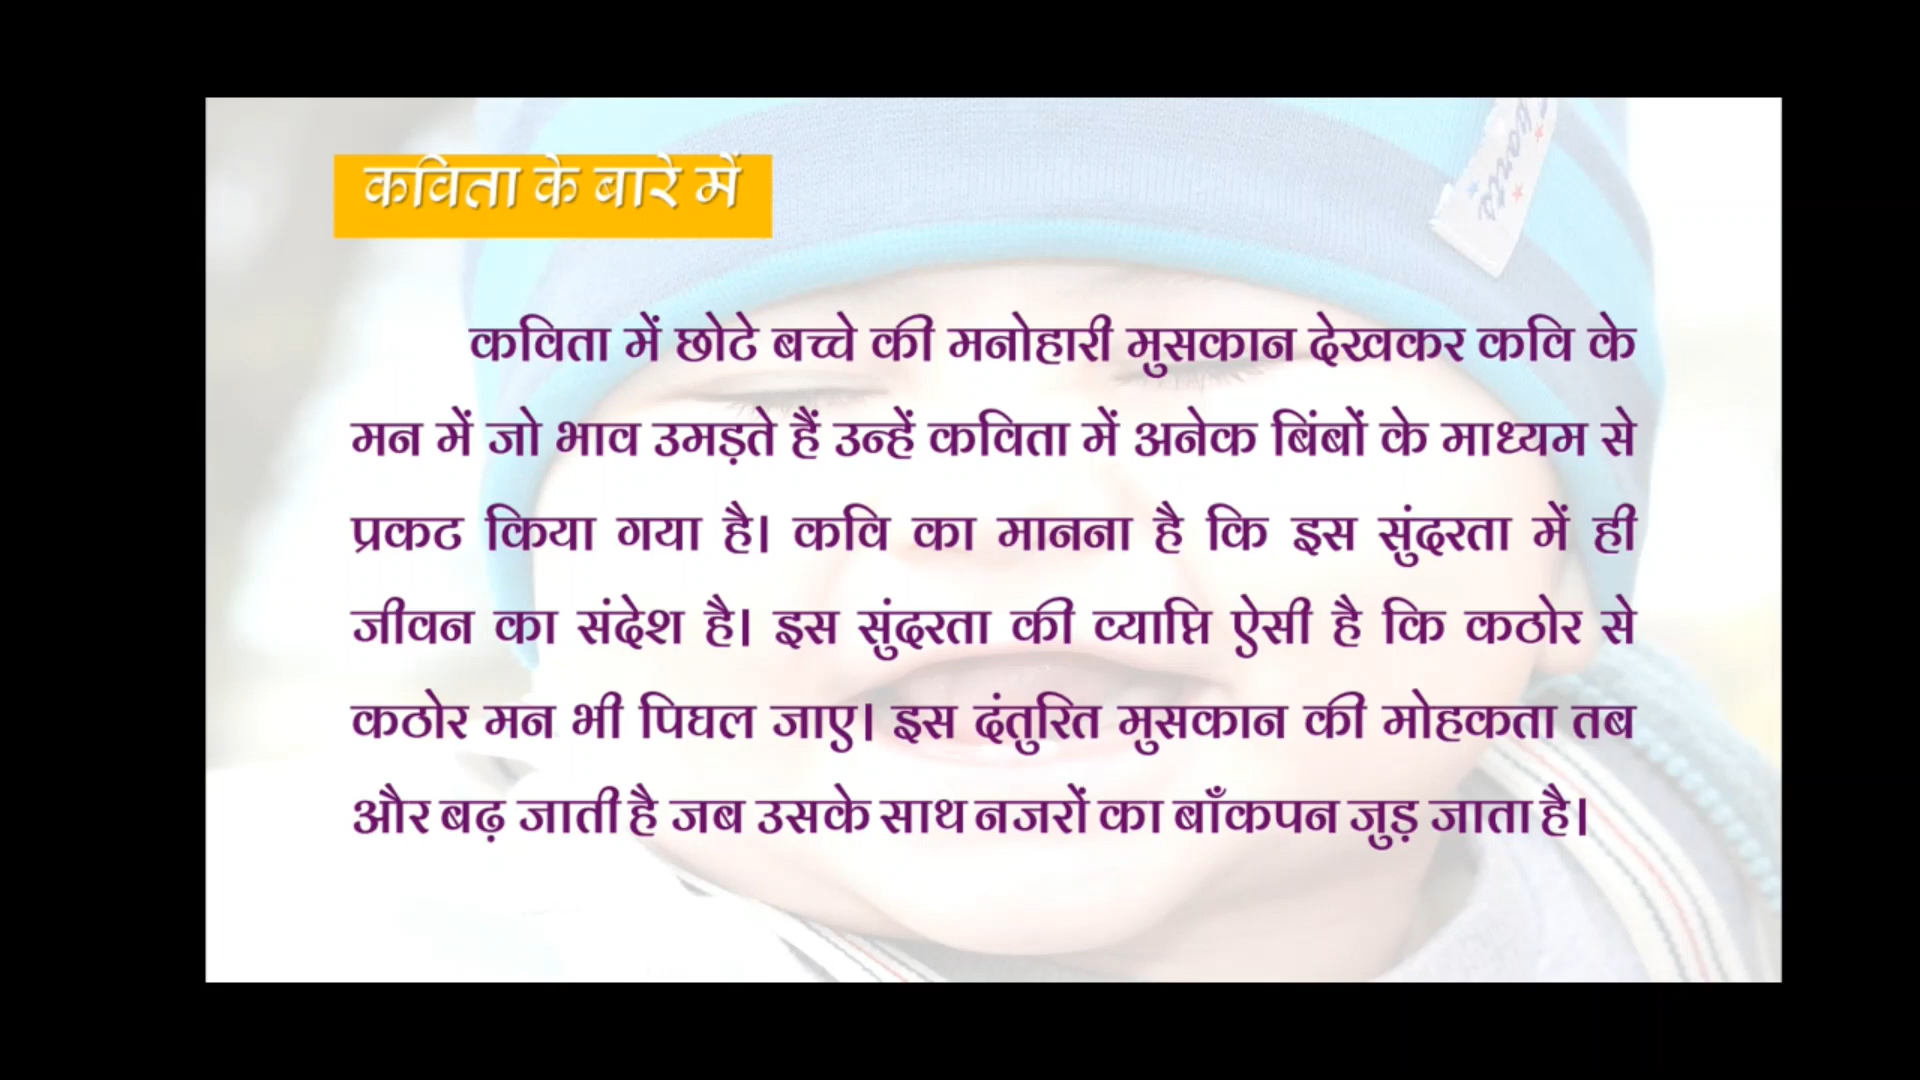 कविता के बारे में
कविता में छोटे बच्चे की मनोहारी मुसकान देखकर कवि के
मन में जो भाव उमड़ते हैं उन्हें कविता में अनेक बिंबों के माध्यम से
प्रकट किया गया है। कवि का मानना है कि इस सुंदरता में ही
जीवन का संदेश है। इस सुंदरता की व्याप्ति ऐसी है कि कठोर से
कठोर मन भी पिघल जाए। इस दंतुरित मुसकान की मोहकता तब
और बढ़ जाती है जब उसके साथ नजरों का बाँकपन जुड़ जाता है।